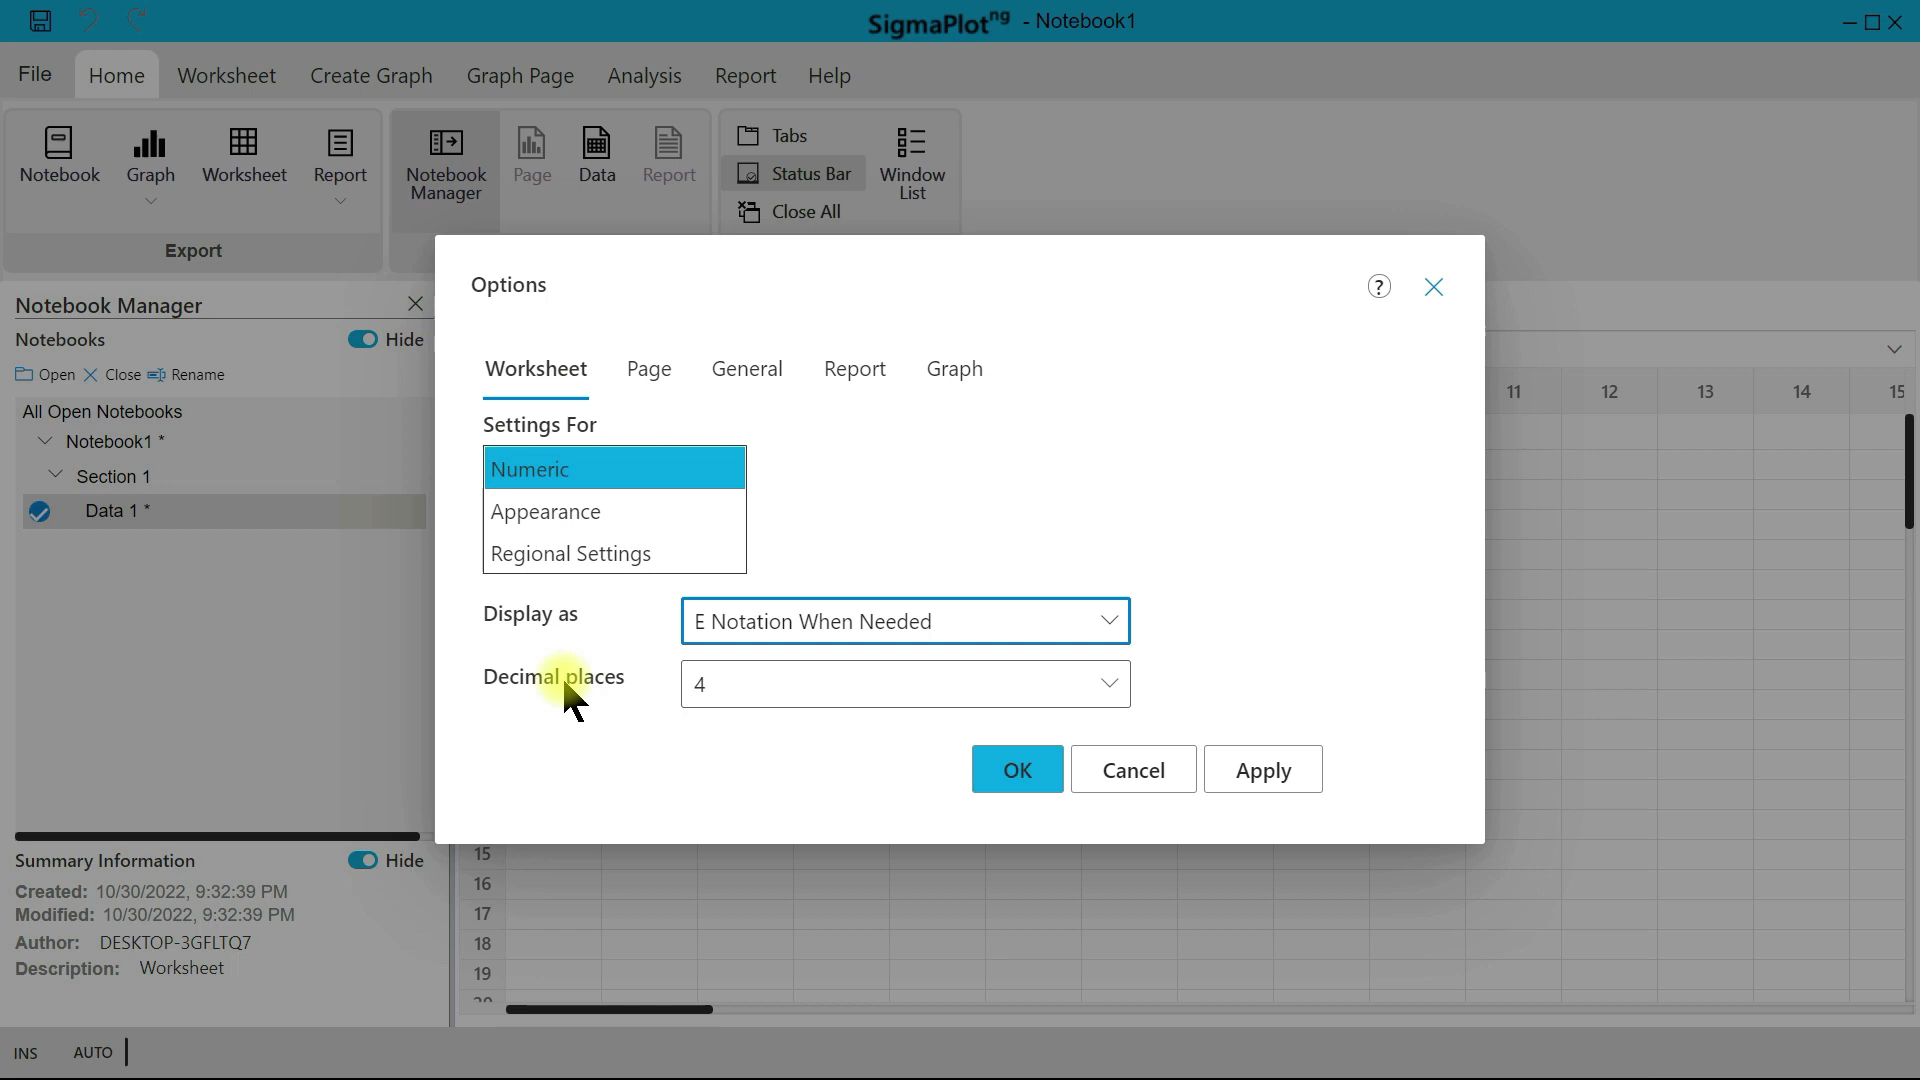 SigmaPlotⁿᵍ - Notebook1
File Home Worksheet Create Graph Graph Page Analysis Report Help
Notebook Graph Worksheet Report
Notebook Manager Page Data Report
Tabs
Status Bar
Close All
Window List
Export
Notebook Manager
Notebooks Hide
Open Close Rename
All Open Notebooks
Notebook1 *
Section 1
Data 1 *
Summary Information Hide
Created: 10/30/2022, 9:32:39 PM
Modified: 10/30/2022, 9:32:39 PM
Author: DESKTOP-3GFLTQ7
Description: Worksheet
Options ?
Worksheet Page General Report Graph
Settings For
Numeric
Appearance
Regional Settings
Display as E Notation When Needed
Decimal places 4
OK Cancel Apply
11 12 13 14 15
15
16
17
18
19
20
INS AUTO